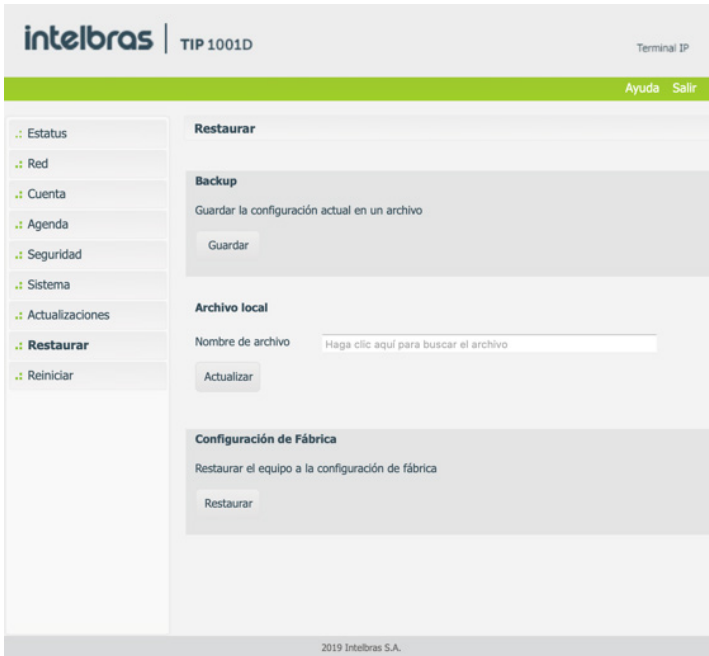 intelbras TIP 1001D
Terminal IP
Ayuda Salir
.: Estatus
.: Red
.: Cuenta
.: Agenda
.: Seguridad
.: Sistema
.: Actualizaciones
.: Restaurar
.: Reiniciar
Restaurar
Backup
Guardar la configuración actual en un archivo
Guardar
Archivo local
Nombre de archivo Haga clic aquí para buscar el archivo
Actualizar
Configuración de Fábrica
Restaurar el equipo a la configuración de fábrica
Restaurar
2019 Intelbras S.A.